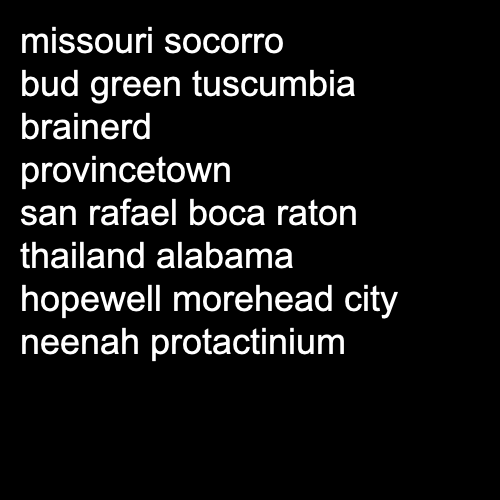 missouri socorro
bud green tuscumbia
brainerd
provincetown
san rafael boca raton
thailand alabama
hopewell morehead city
neenah protactinium